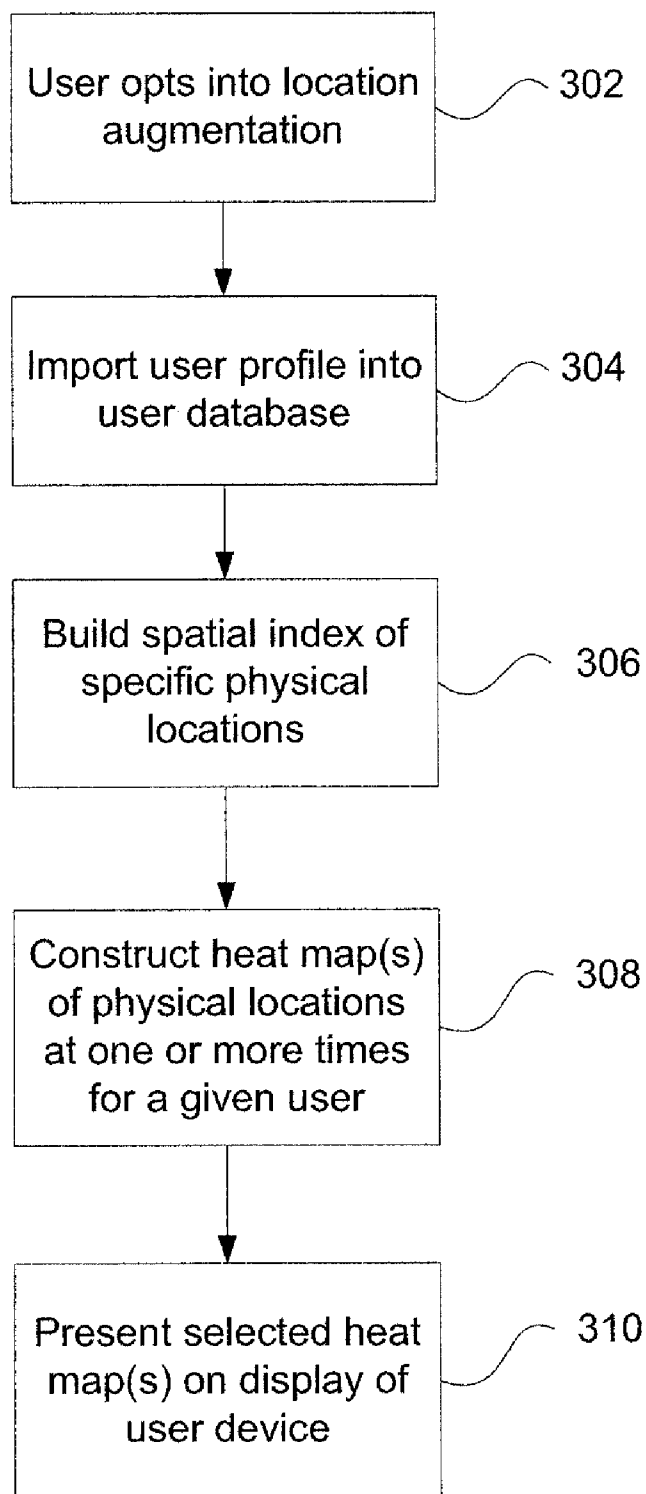 User opts into location
augmentation
302
Import user profile into
user database
304
Build spatial index of
specific physical
locations
306
Construct heat map(s)
of physical locations
at one or more times
for a given user
308
Present selected heat
map(s) on display of
user device
310